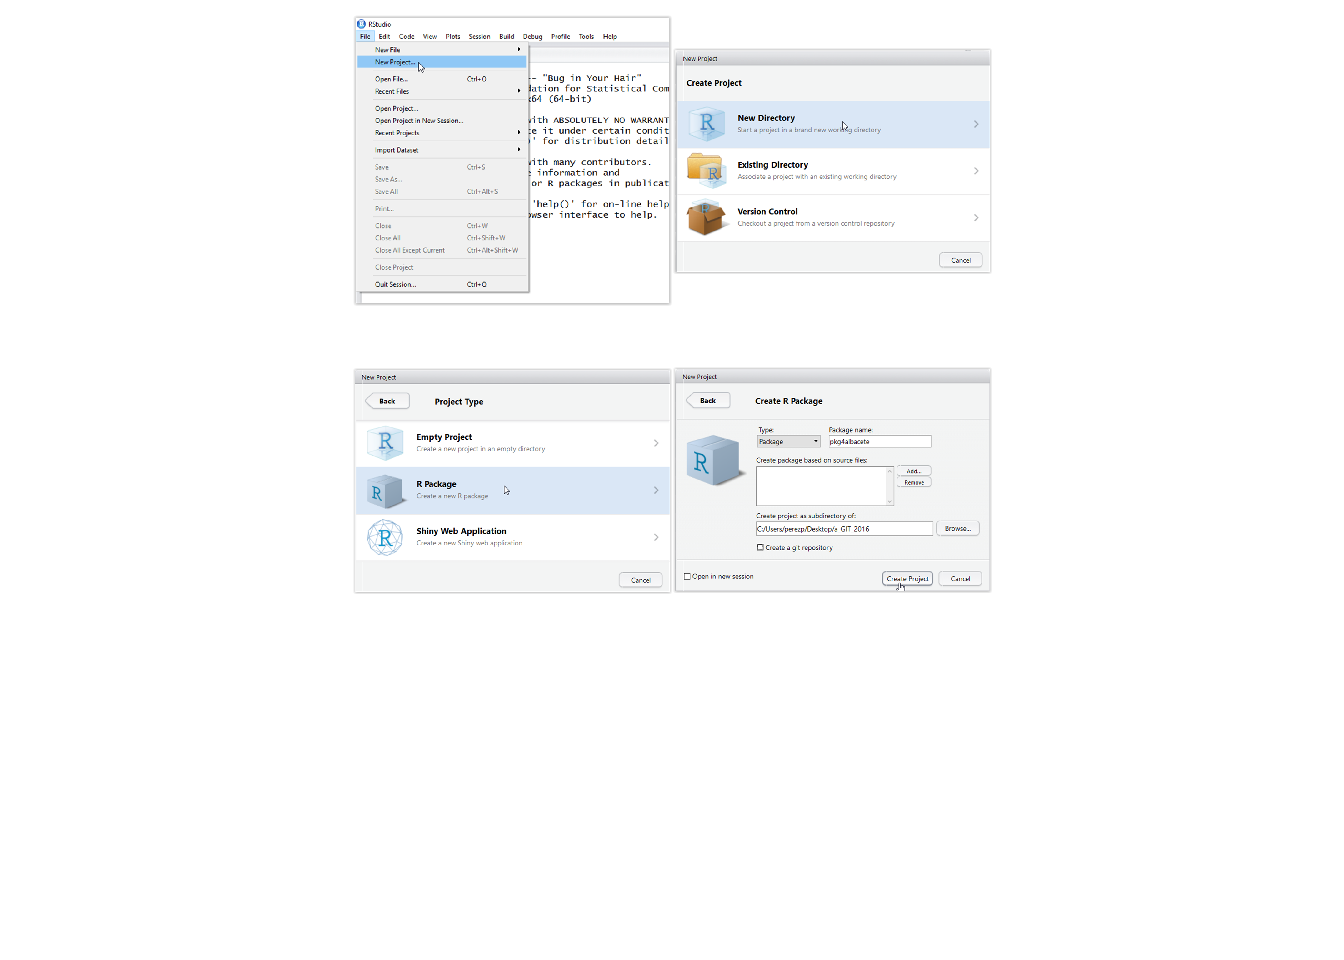 RStudio
File Edit Code View Plots Session Build Debug Profile Tools Help
New File
New Project...
Open File... Ctrl+O
Recent Files
Open Project...
Open Project in New Session...
Recent Projects
Import Dataset
Save Ctrl+S
Save As...
Save All Ctrl+Alt+S
Print...
Close Ctrl+W
Close All Ctrl+Shift+W
Close All Except Current Ctrl+Alt+Shift+W
Close Project
Quit Session... Ctrl+Q
-- "Bug in Your Hair"
dation for Statistical Com
x64 (64-bit)
with ABSOLUTELY NO WARRANT
te it under certain condit
)' for distribution detail
with many contributors.
e information and
or R packages in publicat
'help()' for on-line help
owser interface to help.
New Project
Create Project
New Directory
Start a project in a brand new working directory
Existing Directory
Associate a project with an existing working directory
Version Control
Checkout a project from a version control repository
Cancel
New Project
Back Project Type
Empty Project
Create a new project in an empty directory
R Package
Create a new R package
Shiny Web Application
Create a new Shiny web application
Cancel
New Project
Back Create R Package
Type: Package name:
Package pkg4albacete
Create package based on source files:
Add...
Remove
Create project as subdirectory of:
C:/Users/perezp/Desktop/a_GIT_2016 Browse...
Create a git repository
Open in new session Create Project Cancel